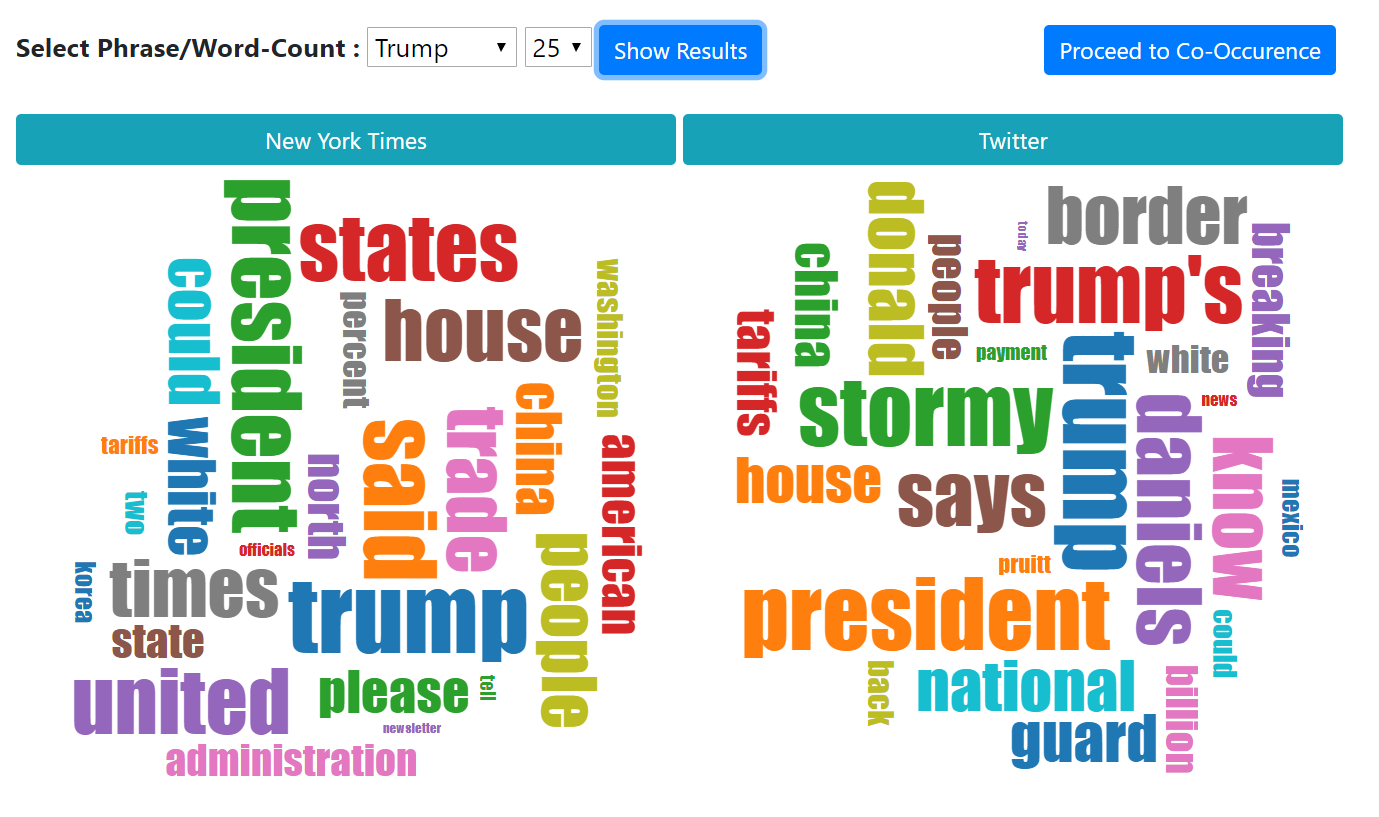 Select Phrase/Word-Count : Trump 25 Show Results Proceed to Co-Occurence
New York Times
president
states
could
percent
house
washington
china
trade
said
american
tariffs
white
north
two
officials
people
korea
times
trump
state
united
please
tell
newsletter
administration
Twitter
donald
border
today
breaking
people
china
trump's
tariffs
payment
trump
white
stormy
news
daniels
know
house
says
mexico
pruitt
president
could
back
national
billion
guard